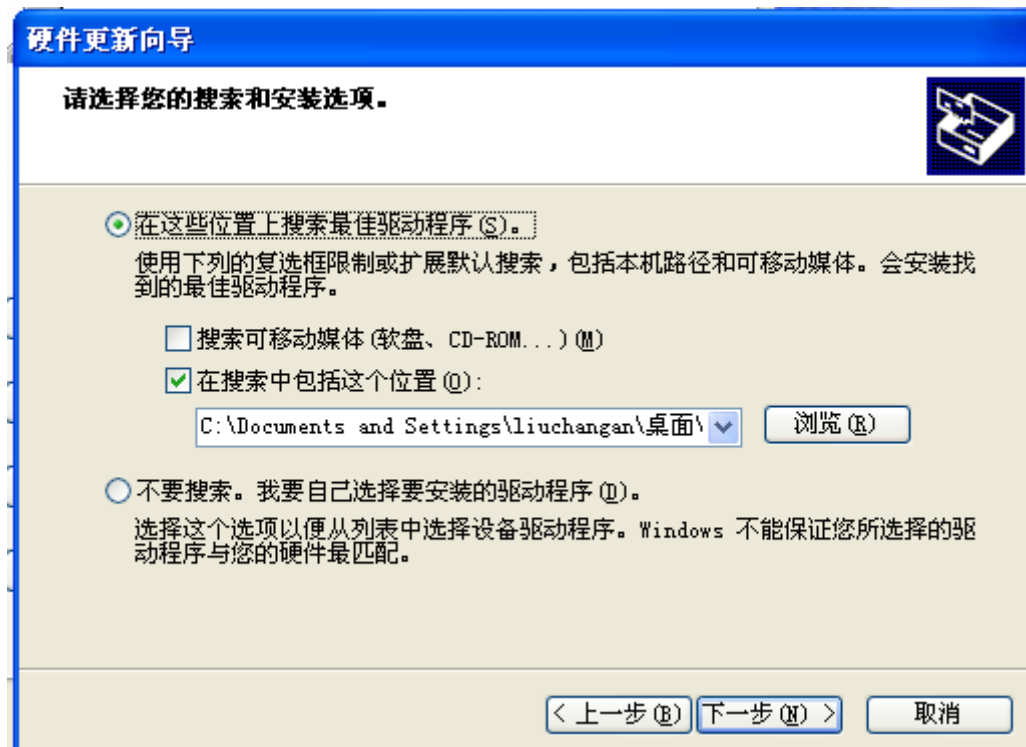 硬件更新向导
请选择您的搜索和安装选项。
在这些位置上搜索最佳驱动程序(S)。
使用下列的复选框限制或扩展默认搜索，包括本机路径和可移动媒体。会安装找
到的最佳驱动程序。
搜索可移动媒体(软盘、CD-ROM...)(M)
在搜索中包括这个位置(O):
C:\Documents and Settings\liuchangan\桌面\
浏览(R)
不要搜索。我要自己选择要安装的驱动程序(D)。
选择这个选项以便从列表中选择设备驱动程序。Windows 不能保证您所选择的驱
动程序与您的硬件最匹配。
< 上一步(B) 下一步(N) > 取消